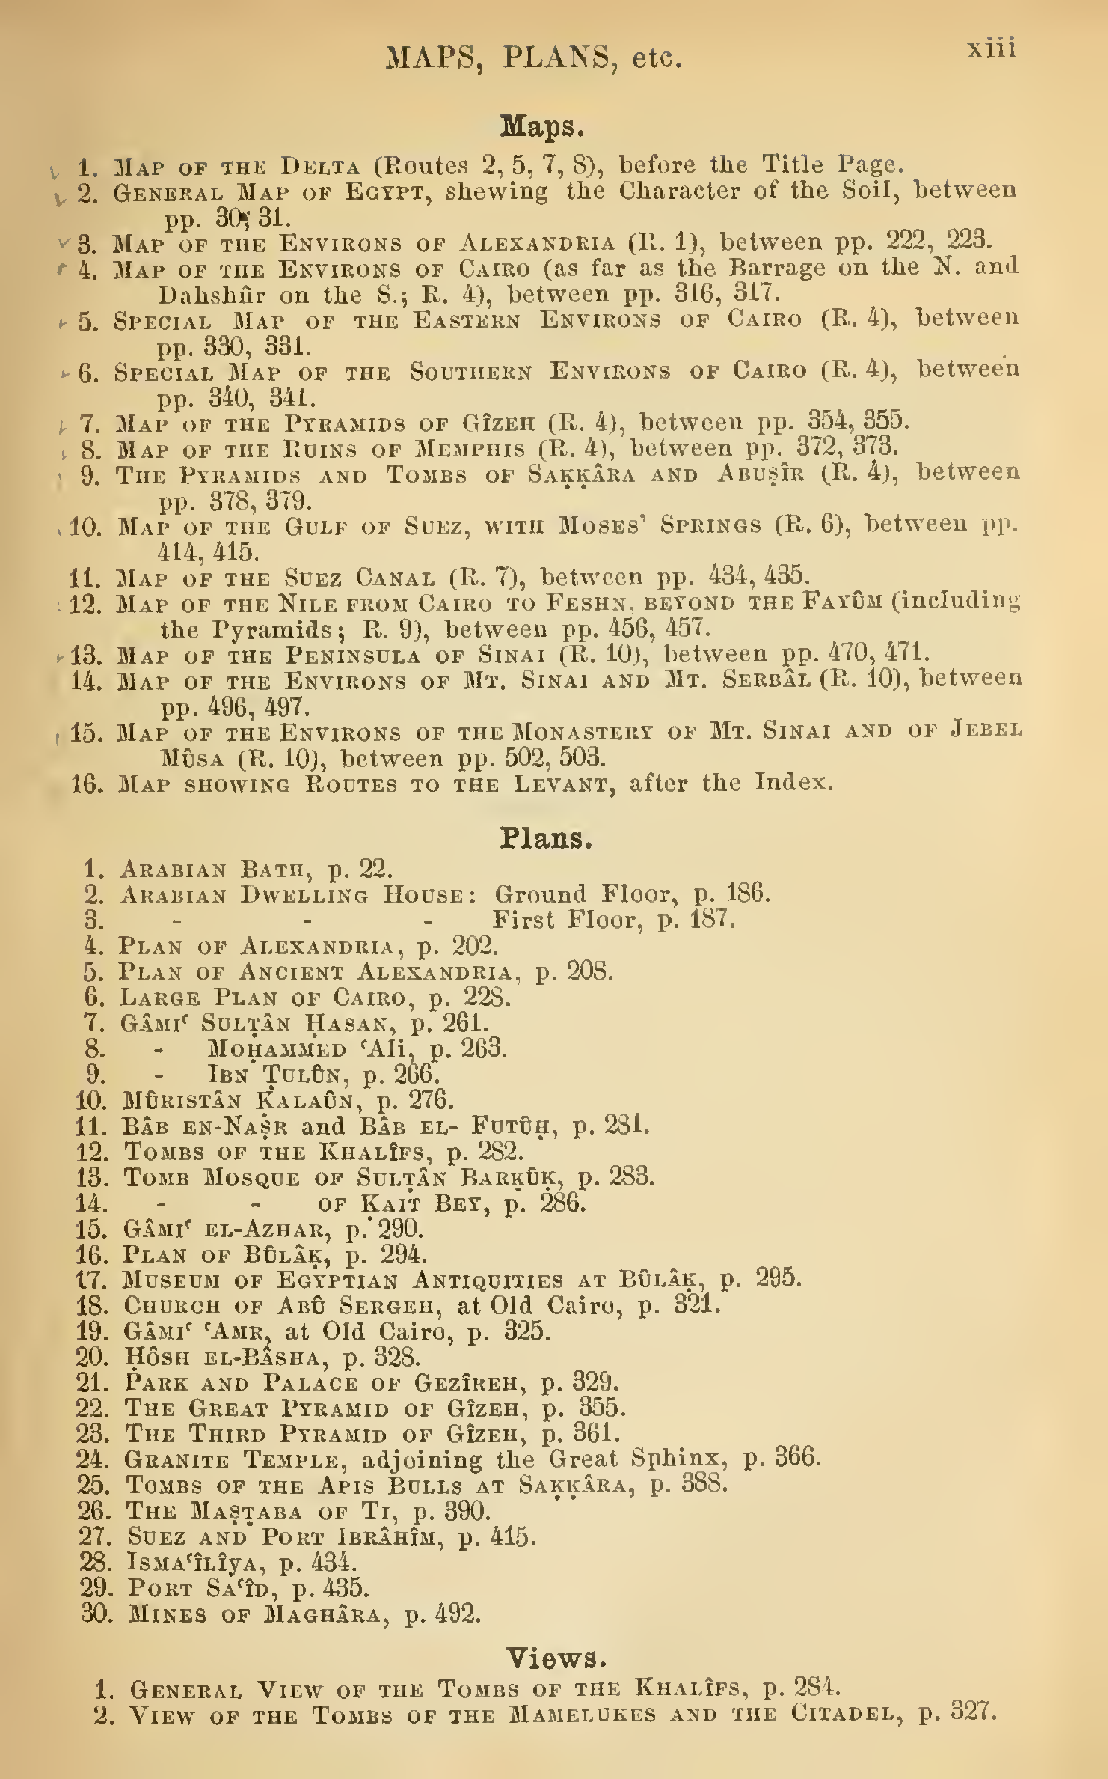 MAPS, PLANS, etc.
xiii
Maps.
1. Map of the Delta (Routes 2, 5, 7, 8), before the Title Page.
2. General Map of Egypt, shewing the Character of the Soil, between
pp. 30, 31.
3. Map of the Environs of Alexandria (R. 1), between pp. 222, 223.
4. Map of the Environs of Cairo (as far as the Barrage on the N. and
Dahshûr on the S.; R. 4), between pp. 316, 317.
5. Special Map of the Eastern Environs of Cairo (R. 4), between
pp. 330, 331.
6. Special Map of the Southern Environs of Cairo (R. 4), between
pp. 340, 341.
7. Map of the Pyramids of Gîzeh (R. 4), between pp. 354, 355.
8. Map of the Ruins of Memphis (R. 4), between pp. 372, 373.
9. The Pyramids and Tombs of Saḳḳâra and Abuṣîr (R. 4), between
pp. 378, 379.
10. Map of the Gulf of Suez, with Moses' Springs (R. 6), between pp.
414, 415.
11. Map of the Suez Canal (R. 7), between pp. 434, 435.
12. Map of the Nile from Cairo to Feshn, beyond the Fayûm (including
the Pyramids; R. 9), between pp. 456, 457.
13. Map of the Peninsula of Sinai (R. 10), between pp. 470, 471.
14. Map of the Environs of Mt. Sinai and Mt. Serbâl (R. 10), between
pp. 496, 497.
15. Map of the Environs of the Monastery of Mt. Sinai and of Jebel
Mûsa (R. 10), between pp. 502, 503.
16. Map showing Routes to the Levant, after the Index.
Plans.
1. Arabian Bath, p. 22.
2. Arabian Dwelling House: Ground Floor, p. 186.
3. - - - First Floor, p. 187.
4. Plan of Alexandria, p. 202.
5. Plan of Ancient Alexandria, p. 208.
6. Large Plan of Cairo, p. 228.
7. Gâmiʿ Sulṭân Ḥasan, p. 261.
8. - Moḥammed ʿAli, p. 263.
9. - Ibn Ṭulûn, p. 266.
10. Mûristân Kalaûn, p. 276.
11. Bâb en-Naṣr and Bâb el- Futûḥ, p. 281.
12. Tombs of the Khalîfs, p. 282.
13. Tomb Mosque of Sulṭân Barḳûḳ, p. 283.
14. - - of Kait Bey, p. 286.
15. Gâmiʿ el-Azhar, p. 290.
16. Plan of Bûlâḳ, p. 294.
17. Museum of Egyptian Antiquities at Bûlâḳ, p. 295.
18. Church of Abû Sergeh, at Old Cairo, p. 321.
19. Gâmiʿ ʿAmr, at Old Cairo, p. 325.
20. Ḥôsh el-Bâsha, p. 328.
21. Park and Palace of Gezîreh, p. 329.
22. The Great Pyramid of Gîzeh, p. 355.
23. The Third Pyramid of Gîzeh, p. 361.
24. Granite Temple, adjoining the Great Sphinx, p. 366.
25. Tombs of the Apis Bulls at Saḳḳâra, p. 388.
26. The Maṣṭaba of Ti, p. 390.
27. Suez and Port Ibrâhîm, p. 415.
28. Ismaʿîlîya, p. 434.
29. Port Saʿîd, p. 435.
30. Mines of Maghâra, p. 492.
Views.
1. General View of the Tombs of the Khalîfs, p. 284.
2. View of the Tombs of the Mamelukes and the Citadel, p. 327.